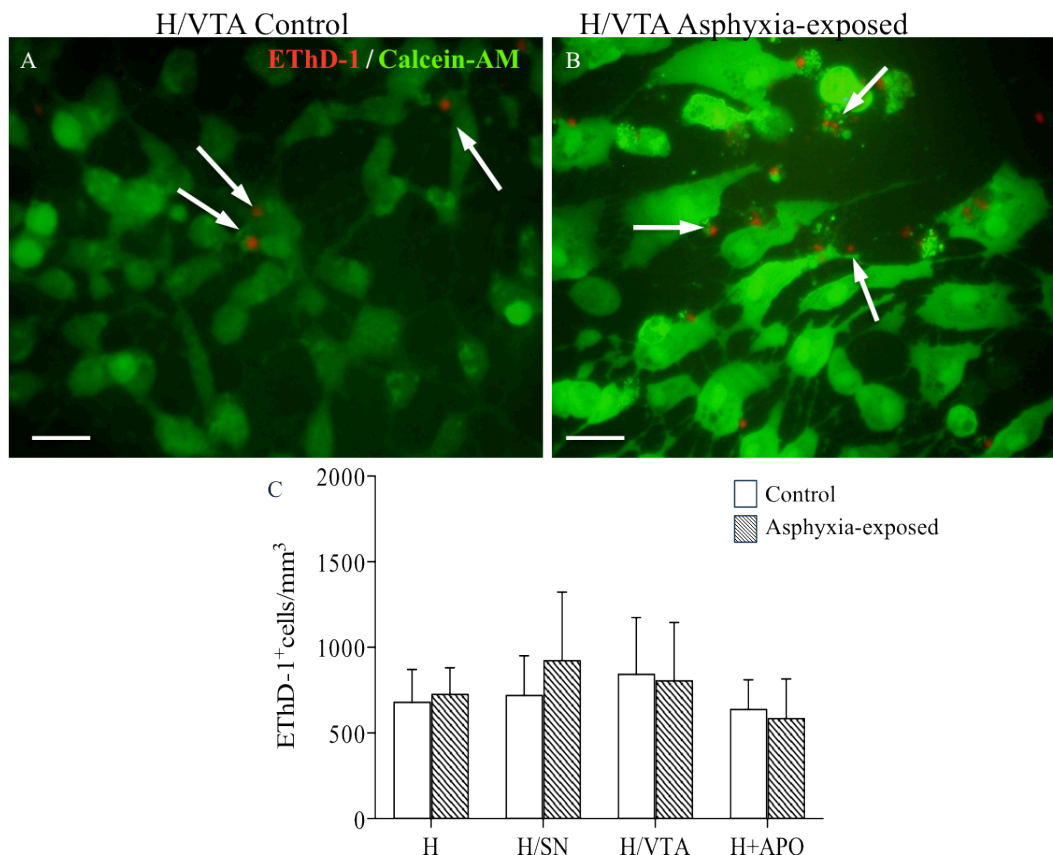 H/VTA Control
H/VTA Asphyxia-exposed
A
EThD-1 / Calcein-AM
B
C
2000
1500
1000
500
0
EThD-1⁺cells/mm³
Control
Asphyxia-exposed
H
H/SN
H/VTA
H+APO